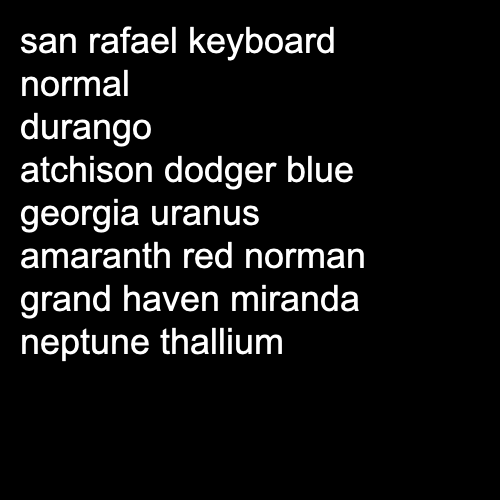 san rafael keyboard
normal
durango
atchison dodger blue
georgia uranus
amaranth red norman
grand haven miranda
neptune thallium